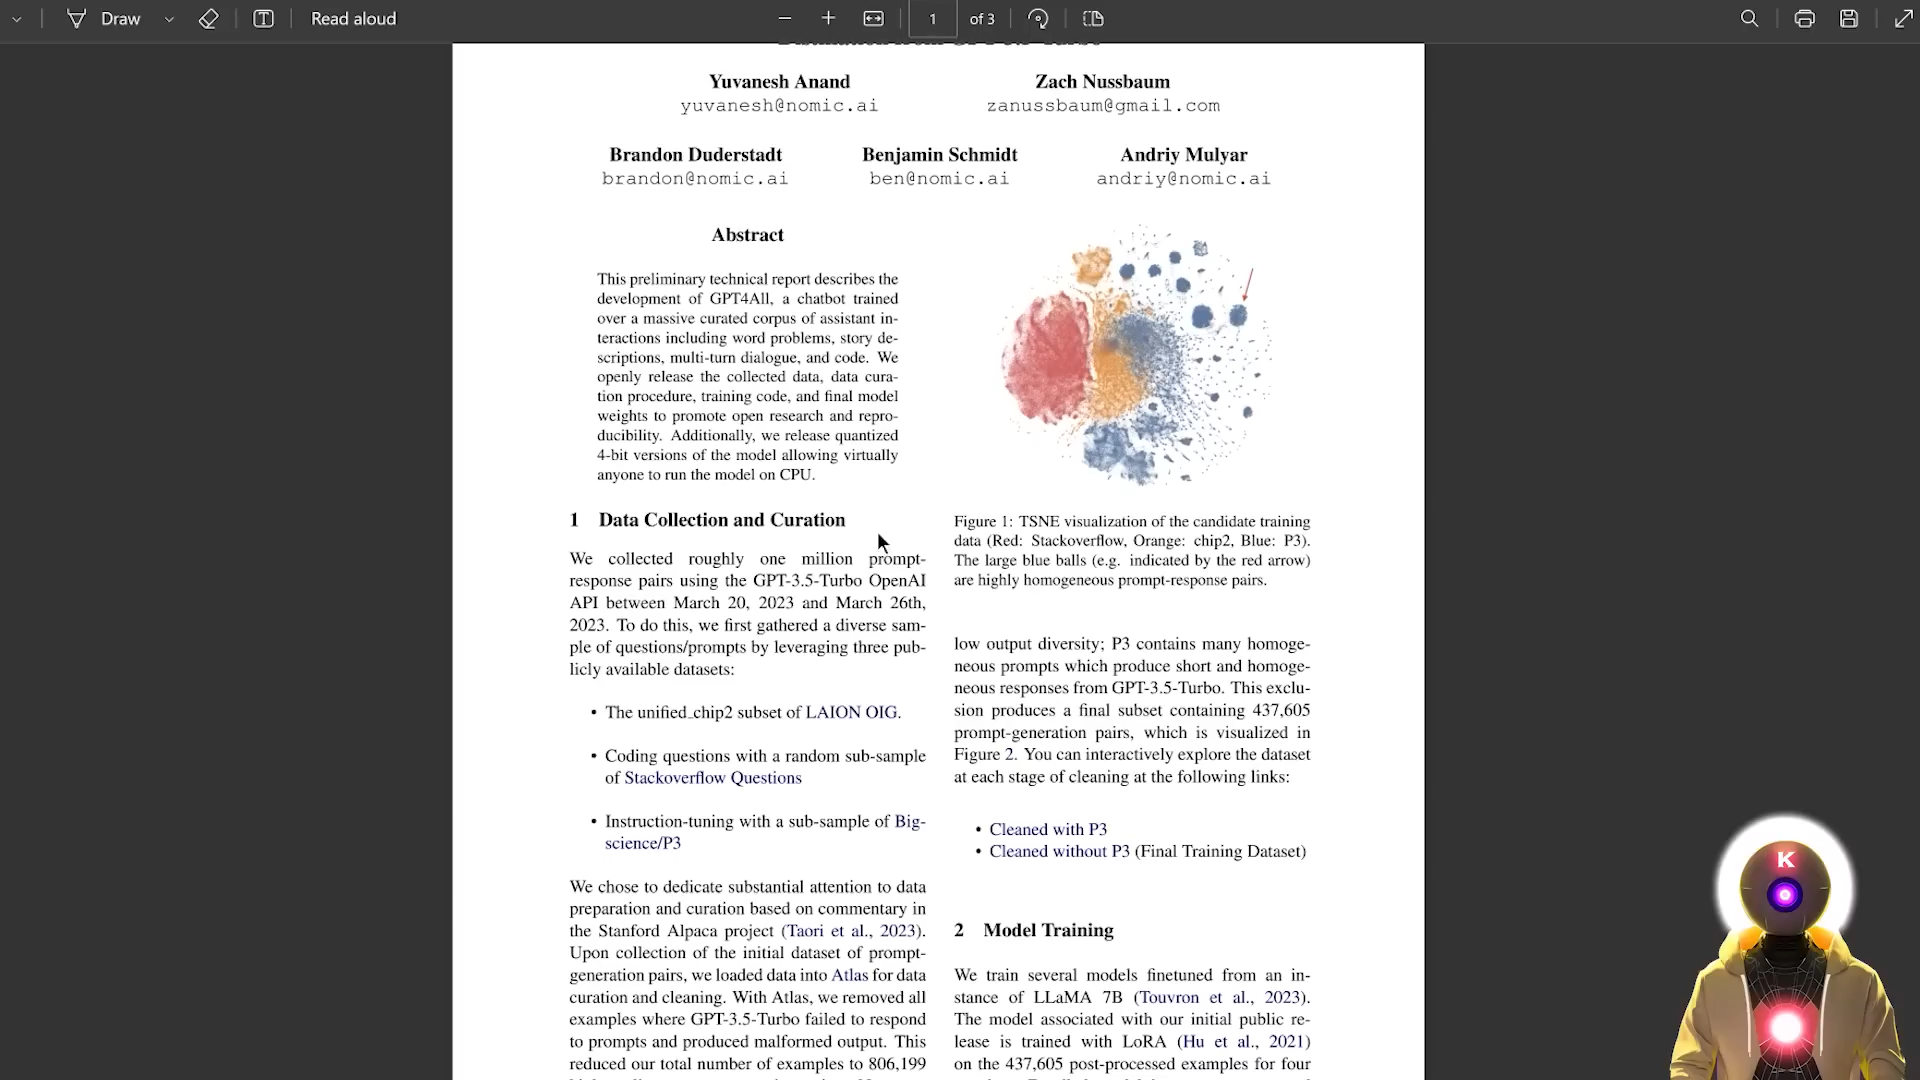 Draw
Read aloud
1
of 3
Yuvanesh Anand
yuvanesh@nomic.ai
Zach Nussbaum
zanussbaum@gmail.com
Brandon Duderstadt
brandon@nomic.ai
Benjamin Schmidt
ben@nomic.ai
Andriy Mulyar
andriy@nomic.ai
Abstract
This preliminary technical report describes the
development of GPT4All, a chatbot trained
over a massive curated corpus of assistant in-
teractions including word problems, story de-
scriptions, multi-turn dialogue, and code. We
openly release the collected data, data cura-
tion procedure, training code, and final model
weights to promote open research and repro-
ducibility. Additionally, we release quantized
4-bit versions of the model allowing virtually
anyone to run the model on CPU.
1 Data Collection and Curation
We collected roughly one million prompt-
response pairs using the GPT-3.5-Turbo OpenAI
API between March 20, 2023 and March 26th,
2023. To do this, we first gathered a diverse sam-
ple of questions/prompts by leveraging three pub-
licly available datasets:
• The unified_chip2 subset of LAION OIG.
• Coding questions with a random sub-sample
of Stackoverflow Questions
• Instruction-tuning with a sub-sample of Big-
science/P3
We chose to dedicate substantial attention to data
preparation and curation based on commentary in
the Stanford Alpaca project (Taori et al., 2023).
Upon collection of the initial dataset of prompt-
generation pairs, we loaded data into Atlas for data
curation and cleaning. With Atlas, we removed all
examples where GPT-3.5-Turbo failed to respond
to prompts and produced malformed output. This
reduced our total number of examples to 806,199
Figure 1: TSNE visualization of the candidate training
data (Red: Stackoverflow, Orange: chip2, Blue: P3).
The large blue balls (e.g. indicated by the red arrow)
are highly homogeneous prompt-response pairs.
low output diversity; P3 contains many homoge-
neous prompts which produce short and homoge-
neous responses from GPT-3.5-Turbo. This exclu-
sion produces a final subset containing 437,605
prompt-generation pairs, which is visualized in
Figure 2. You can interactively explore the dataset
at each stage of cleaning at the following links:
• Cleaned with P3
• Cleaned without P3 (Final Training Dataset)
2 Model Training
We train several models finetuned from an in-
stance of LLaMA 7B (Touvron et al., 2023).
The model associated with our initial public re-
lease is trained with LoRA (Hu et al., 2021)
on the 437,605 post-processed examples for four
K